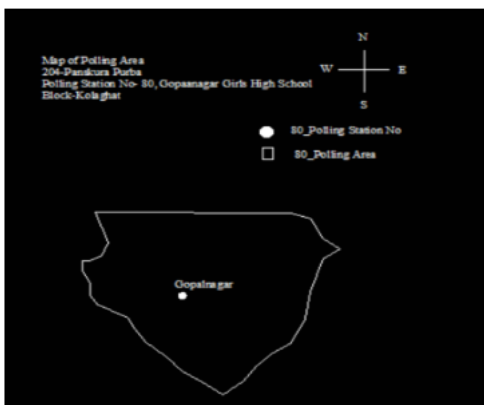 Map of Polling Area
204-Panskura Purba
Polling Station No- 80, Gopaanagar Girls High School
Block-Kolaghat
N
W E
S
80_Polling Station No
80_Polling Area
Gopalnagar